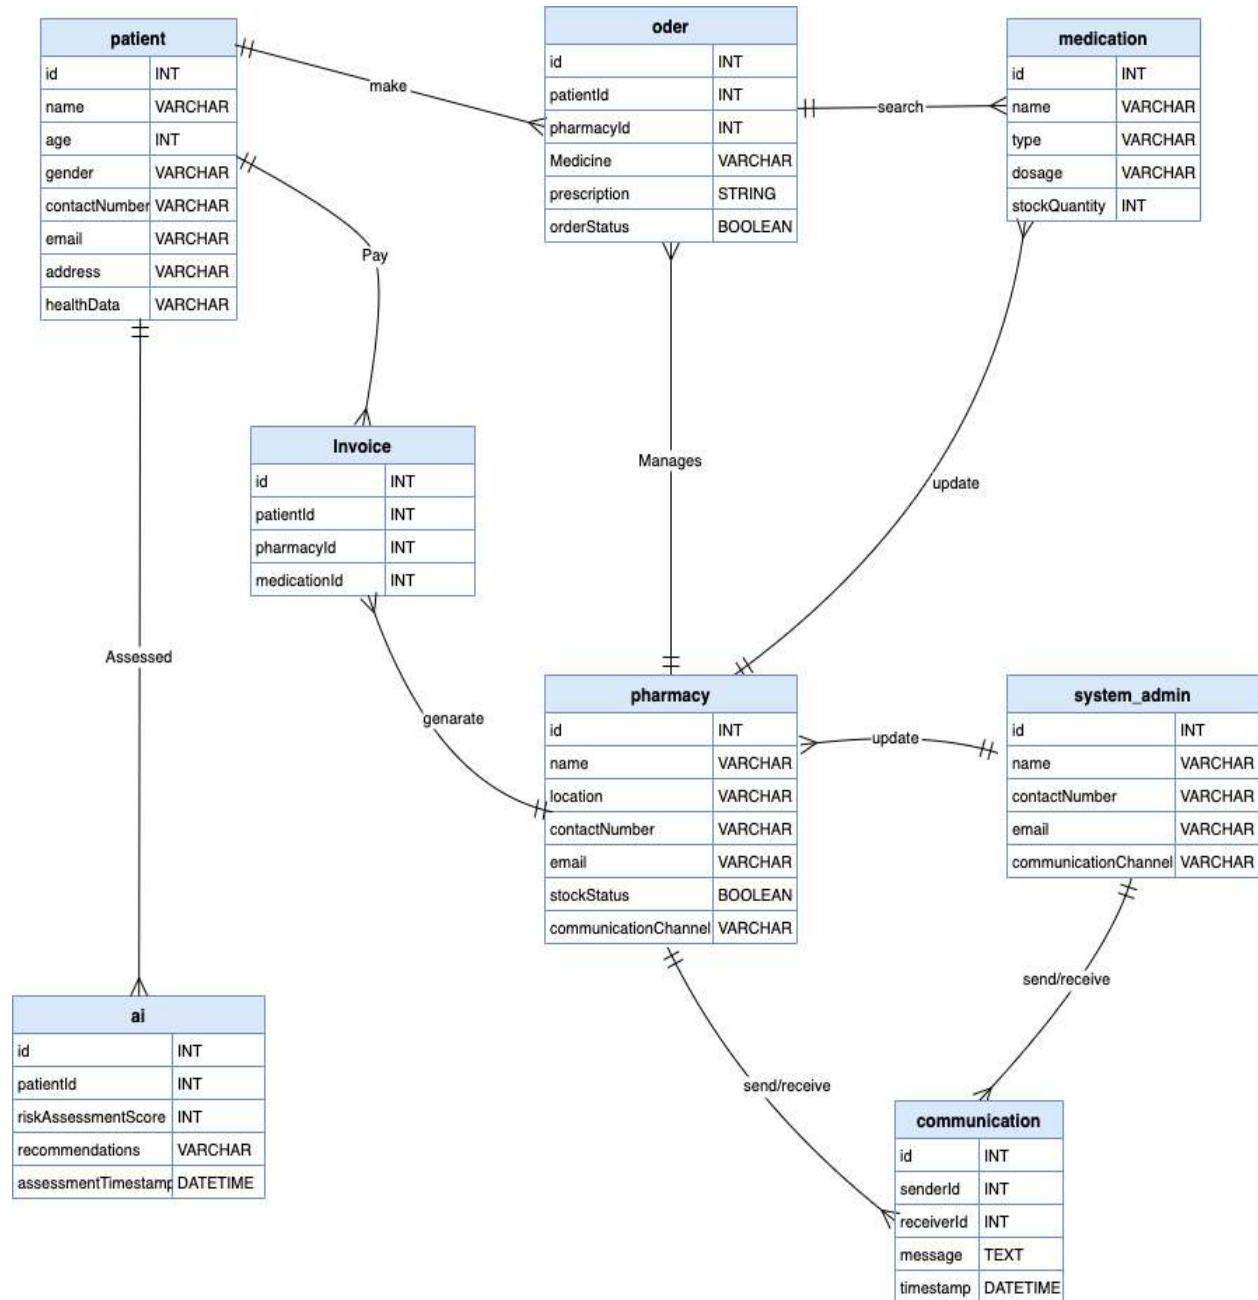 patient
id INT
name VARCHAR
age INT
gender VARCHAR
contactNumber VARCHAR
email VARCHAR
address VARCHAR
healthData VARCHAR
make
oder
id INT
patientId INT
pharmacyId INT
Medicine VARCHAR
prescription STRING
orderStatus BOOLEAN
search
medication
id INT
name VARCHAR
type VARCHAR
dosage VARCHAR
stockQuantity INT
Pay
Invoice
id INT
patientId INT
pharmacyId INT
medicationId INT
Manages
update
Assessed
genarate
pharmacy
id INT
name VARCHAR
location VARCHAR
contactNumber VARCHAR
email VARCHAR
stockStatus BOOLEAN
communicationChannel VARCHAR
update
system_admin
id INT
name VARCHAR
contactNumber VARCHAR
email VARCHAR
communicationChannel VARCHAR
send/receive
send/receive
ai
id INT
patientId INT
riskAssessmentScore INT
recommendations VARCHAR
assessmentTimestamp DATETIME
communication
id INT
senderId INT
receiverId INT
message TEXT
timestamp DATETIME